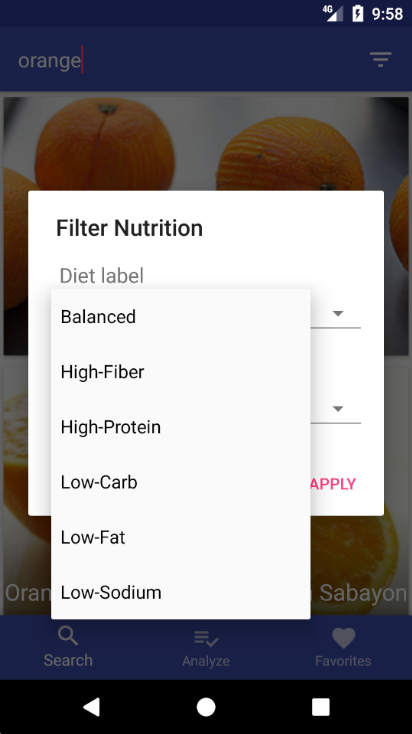 4G 9:58
orange
Filter Nutrition
Diet label
Balanced
High-Fiber
High-Protein
Low-Carb
APPLY
Low-Fat
Low-Sodium
Oran Sabayon
Search Analyze Favorites